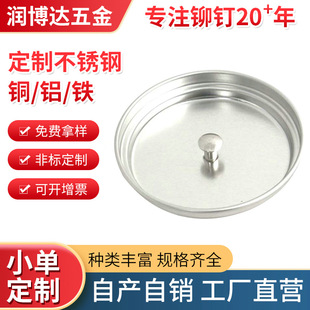 润博达五金
专注铆钉20+年
定制不锈钢
铜/铝/铁
免费拿样
非标定制
可开增票
小单
定制
种类丰富 规格齐全
自产自销 工厂直营